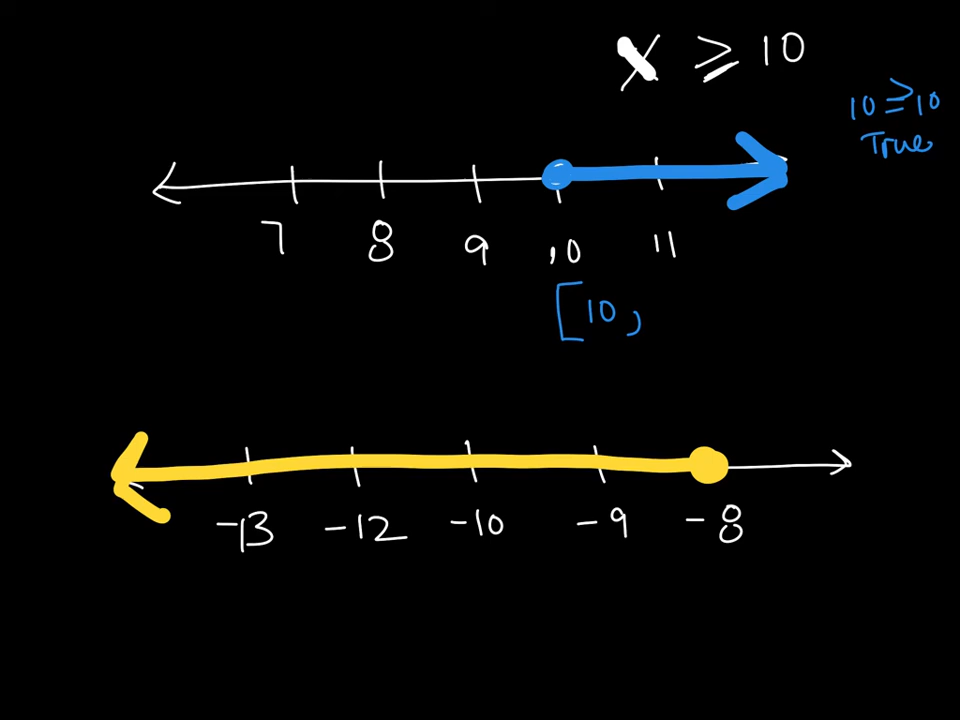 x ≥ 10
10 ≥ 10
True
7 8 9 10 11
[10,
-13 -12 -10 -9 -8